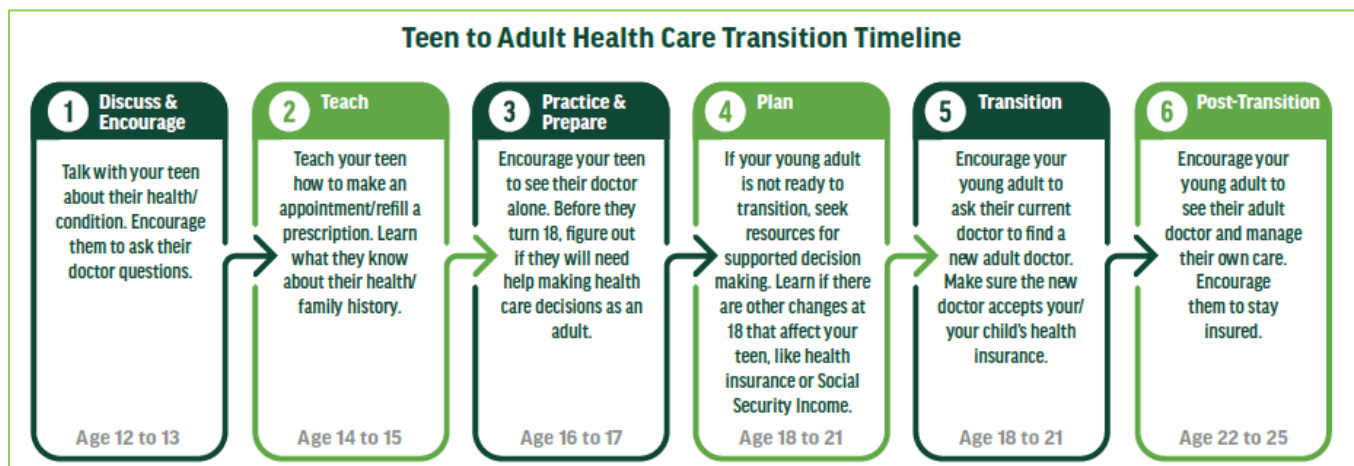 Teen to Adult Health Care Transition Timeline
1
Discuss &
Encourage
Talk with your teen
about their health/
condition. Encourage
them to ask their
doctor questions.
Age 12 to 13
2
Teach
Teach your teen
how to make an
appointment/refill a
prescription. Learn
what they know
about their health/
family history.
Age 14 to 15
3
Practice &
Prepare
Encourage your teen
to see their doctor
alone. Before they
turn 18, figure out
if they will need
help making health
care decisions as an
adult.
Age 16 to 17
4
Plan
If your young adult
is not ready to
transition, seek
resources for
supported decision
making. Learn if there
are other changes at
18 that affect your
teen, like health
insurance or Social
Security Income.
Age 18 to 21
5
Transition
Encourage your
young adult to
ask their current
doctor to find a
new adult doctor.
Make sure the new
doctor accepts your/
your child's health
insurance.
Age 18 to 21
6
Post-Transition
Encourage your
young adult to
see their adult
doctor and manage
their own care.
Encourage
them to stay
insured.
Age 22 to 25